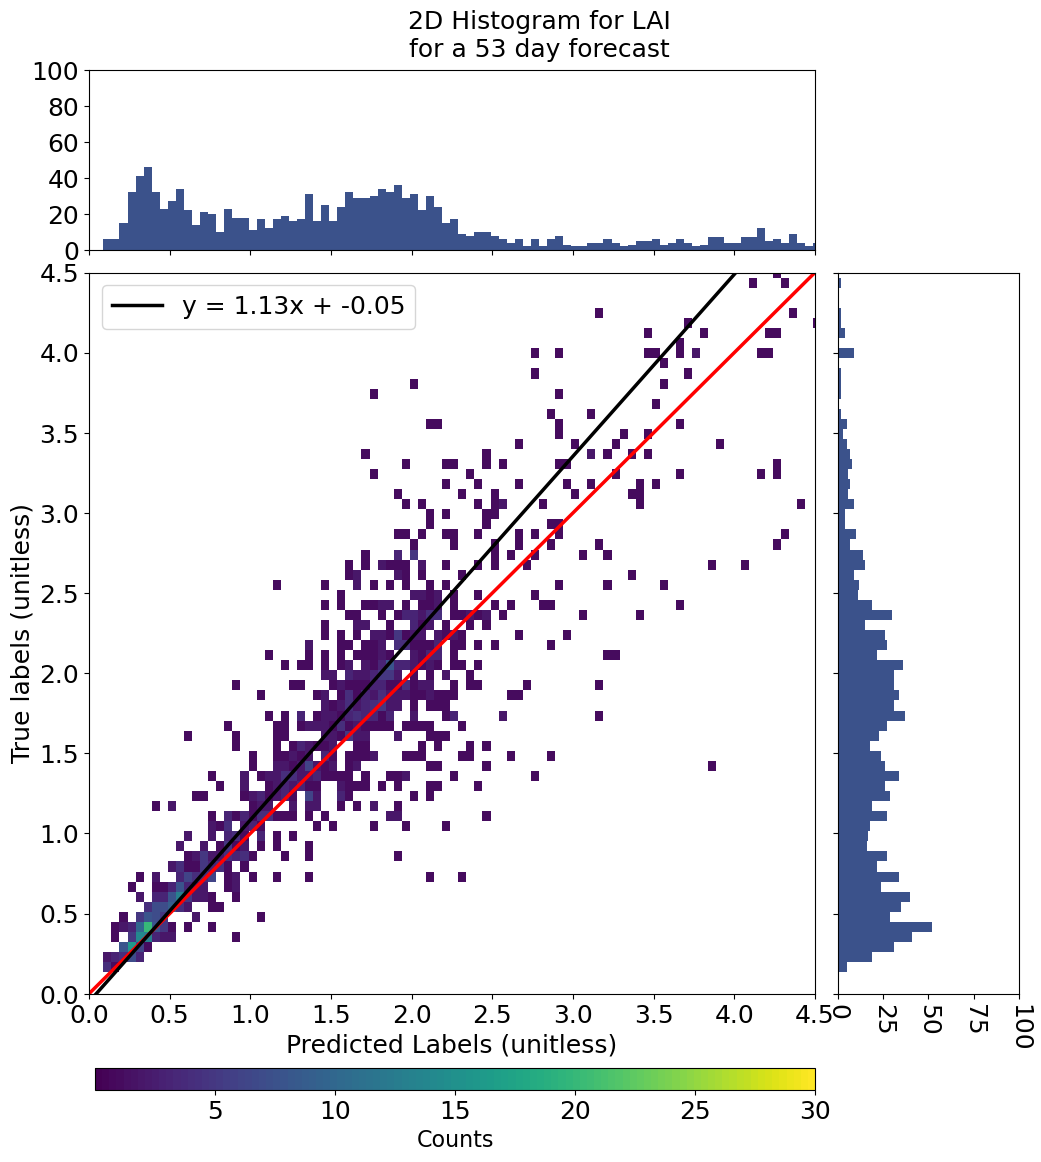 2D Histogram for LAI
for a 53 day forecast
100
80
60
40
20
0
4.5
4.0
3.5
3.0
2.5
2.0
1.5
1.0
0.5
0.0
True labels (unitless)
y = 1.13x + -0.05
0.0 0.5 1.0 1.5 2.0 2.5 3.0 3.5 4.0 4.5
Predicted Labels (unitless)
0 25 50 75 100
5 10 15 20 25 30
Counts